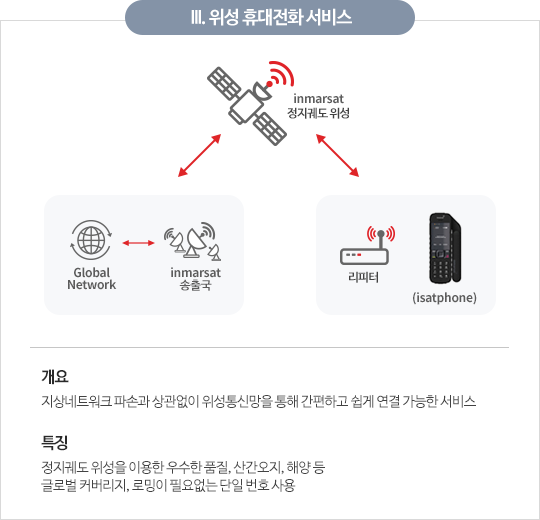 III. 위성 휴대전화 서비스
inmarsat
정지궤도 위성
Global
Network
inmarsat
송출국
리피터
(isatphone)
개요
지상네트워크 파손과 상관없이 위성통신망을 통해 간편하고 쉽게 연결 가능한 서비스
특징
정지궤도 위성을 이용한 우수한 품질, 산간오지, 해양 등
글로벌 커버리지, 로밍이 필요없는 단일 번호 사용